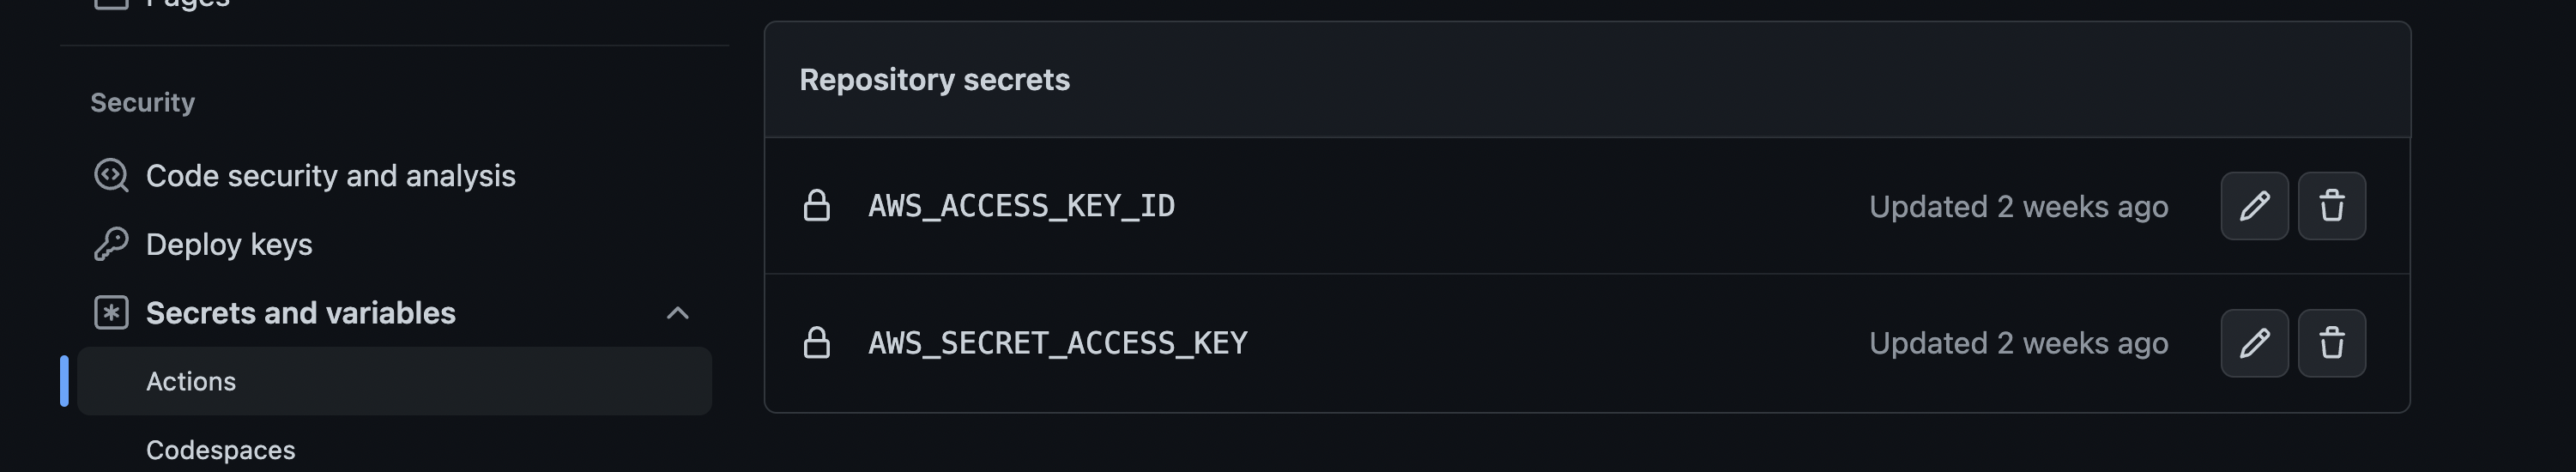 Pages
Security
Code security and analysis
Deploy keys
Secrets and variables
Actions
Codespaces
Repository secrets
AWS_ACCESS_KEY_ID Updated 2 weeks ago
AWS_SECRET_ACCESS_KEY Updated 2 weeks ago